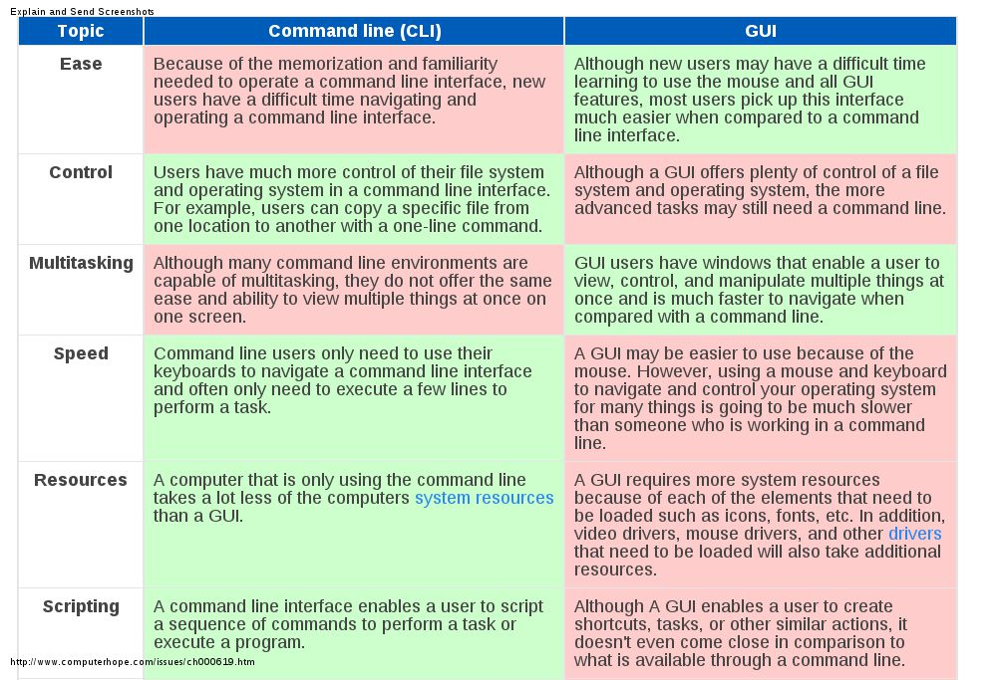 Explain and Send Screenshots
Topic
Command line (CLI)
GUI
Ease
Because of the memorization and familiarity
needed to operate a command line interface, new
users have a difficult time navigating and
operating a command line interface.
Although new users may have a difficult time
learning to use the mouse and all GUI
features, most users pick up this interface
much easier when compared to a command
line interface.
Control
Users have much more control of their file system
and operating system in a command line interface.
For example, users can copy a specific file from
one location to another with a one-line command.
Although a GUI offers plenty of control of a file
system and operating system, the more
advanced tasks may still need a command line.
Multitasking
Although many command line environments are
capable of multitasking, they do not offer the same
ease and ability to view multiple things at once on
one screen.
GUI users have windows that enable a user to
view, control, and manipulate multiple things at
once and is much faster to navigate when
compared with a command line.
Speed
Command line users only need to use their
keyboards to navigate a command line interface
and often only need to execute a few lines to
perform a task.
A GUI may be easier to use because of the
mouse. However, using a mouse and keyboard
to navigate and control your operating system
for many things is going to be much slower
than someone who is working in a command
line.
Resources
A computer that is only using the command line
takes a lot less of the computers system resources
than a GUI.
A GUI requires more system resources
because of each of the elements that need to
be loaded such as icons, fonts, etc. In addition,
video drivers, mouse drivers, and other drivers
that need to be loaded will also take additional
resources.
Scripting
A command line interface enables a user to script
a sequence of commands to perform a task or
execute a program.
Although A GUI enables a user to create
shortcuts, tasks, or other similar actions, it
doesn't even come close in comparison to
what is available through a command line.
http://www.computerhope.com/issues/ch000619.htm